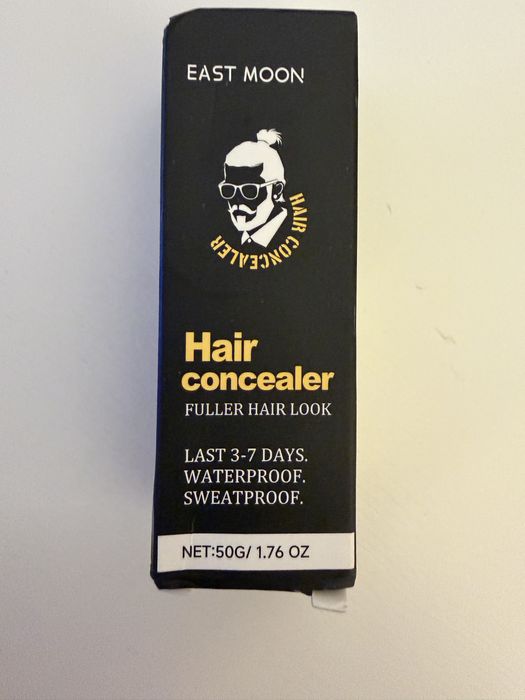 EAST MOON
HAIR CONCEALER
Hair
concealer
FULLER HAIR LOOK
LAST 3-7 DAYS.
WATERPROOF.
SWEATPROOF.
NET:50G/ 1.76 OZ